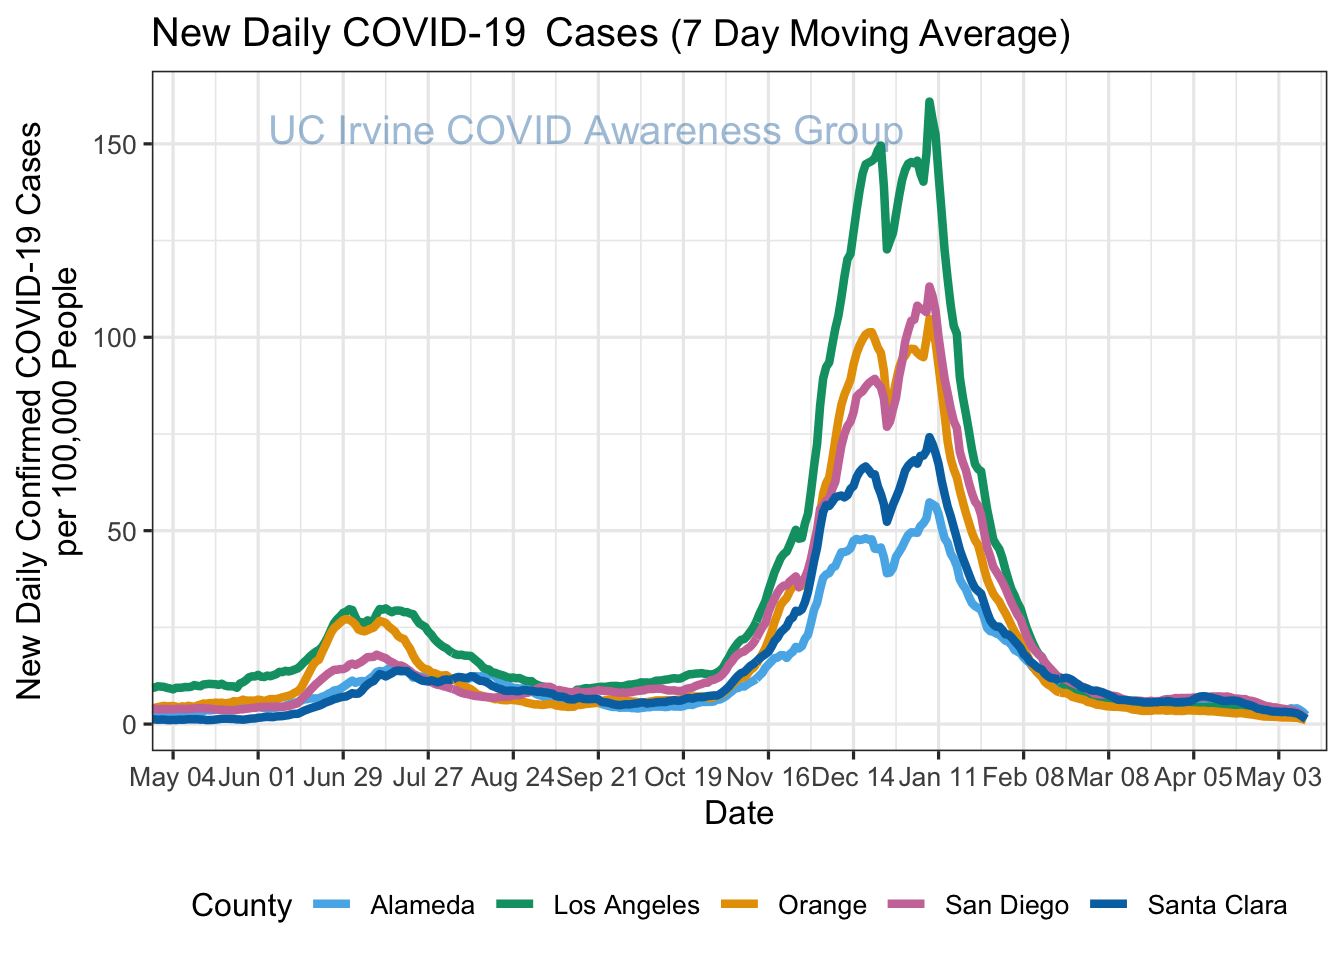 New Daily COVID-19  Cases (7 Day Moving Average)
UC Irvine COVID Awareness Group
New Daily Confirmed COVID-19 Cases
per 100,000 People
150
100
50
0
May 04 Jun 01 Jun 29 Jul 27 Aug 24 Sep 21 Oct 19 Nov 16 Dec 14 Jan 11 Feb 08 Mar 08 Apr 05 May 03
Date
County Alameda Los Angeles Orange San Diego Santa Clara